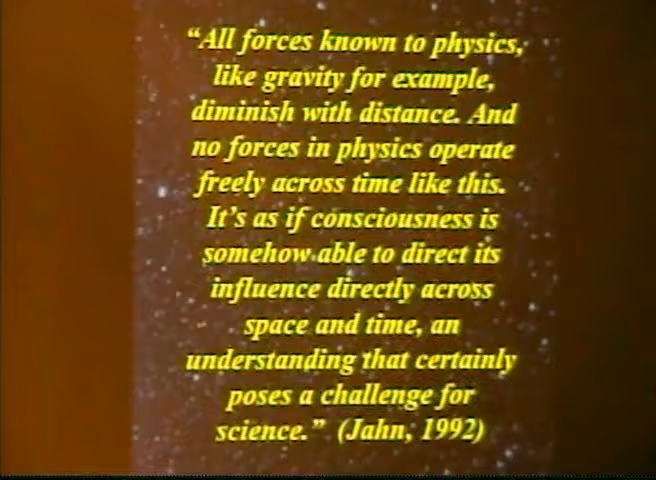 “All forces known to physics,
like gravity for example,
diminish with distance. And
no forces in physics operate
freely across time like this.
It’s as if consciousness is
somehow able to direct its
influence directly across
space and time, an
understanding that certainly
poses a challenge for
science.” (Jahn, 1992)